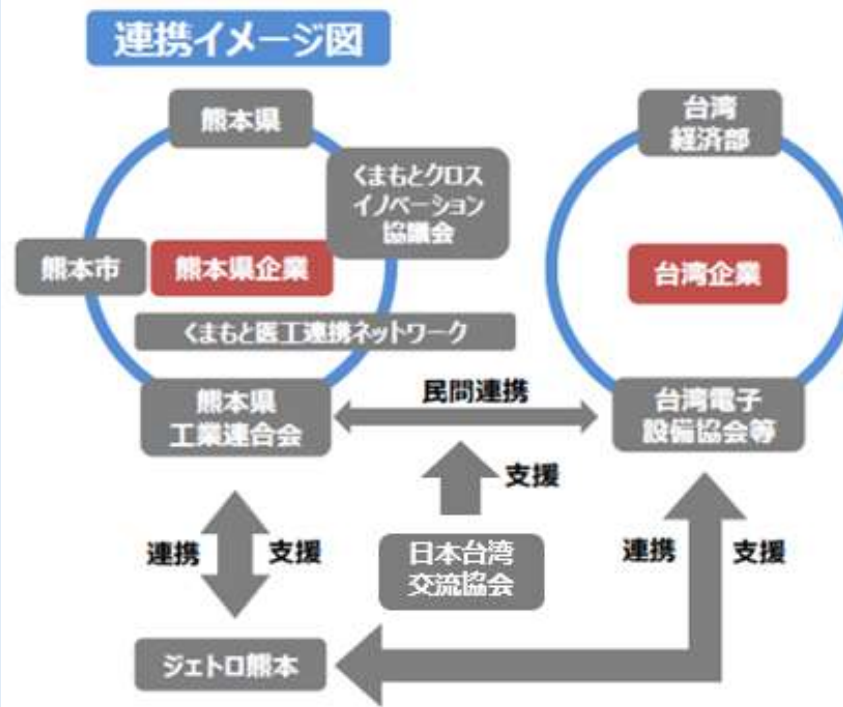 連携イメージ図
熊本県
台湾
経済部
くまもとクロス
イノベーション
協議会
熊本市
熊本県企業
台湾企業
くまもと医工連携ネットワーク
熊本県
工業連合会
民間連携
台湾電子
設備協会等
支援
連携
支援
日本台湾
交流協会
連携
支援
ジェトロ熊本